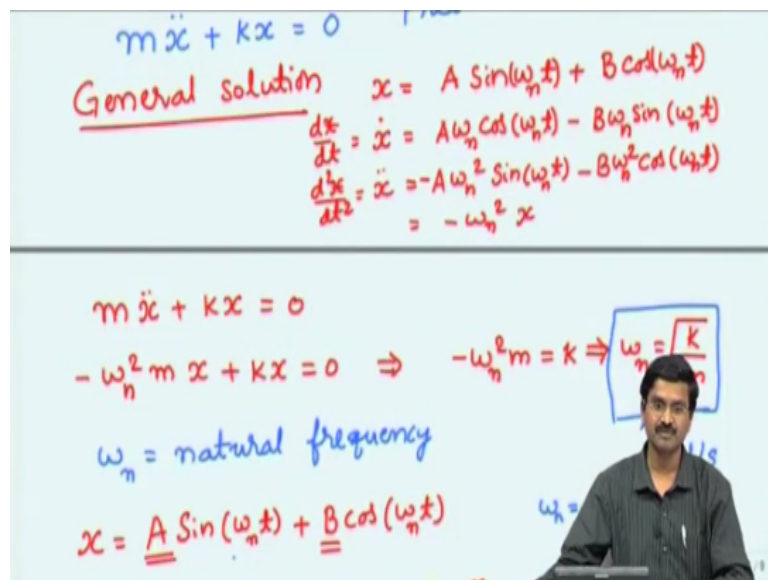 mẍ + kx = 0
General solution x = A Sin(ωₙt) + B cos(ωₙt)
dx/dt = ẋ = Aωₙ Cos(ωₙt) - Bωₙ Sin(ωₙt)
d²x/dt² = ẍ = -Aωₙ² Sin(ωₙt) - Bωₙ² Cos(ωₙt)
= -ωₙ² x
mẍ + kx = 0
-ωₙ² m x + kx = 0 ⇒ -ωₙ² m = k ⇒ ωₙ = √k
ωₙ = natural frequency
x = A Sin(ωₙt) + B cos(ωₙt) ωₙ =